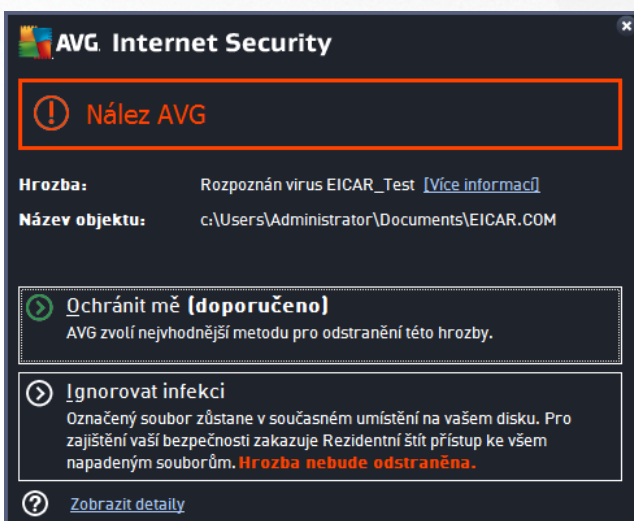 AVG Internet Security
Nález AVG
Hrozba: Rozpoznán virus EICAR_Test [Více informací]
Název objektu: c:\Users\Administrator\Documents\EICAR.COM
Ochránit mě (doporučeno)
AVG zvolí nejvhodnější metodu pro odstranění této hrozby.
Ignorovat infekci
Označený soubor zůstane v současném umístění na vašem disku. Pro
zajištění vaší bezpečnosti zakazuje Rezidentní štít přístup ke všem
napadeným souborům. Hrozba nebude odstraněna.
Zobrazit detaily